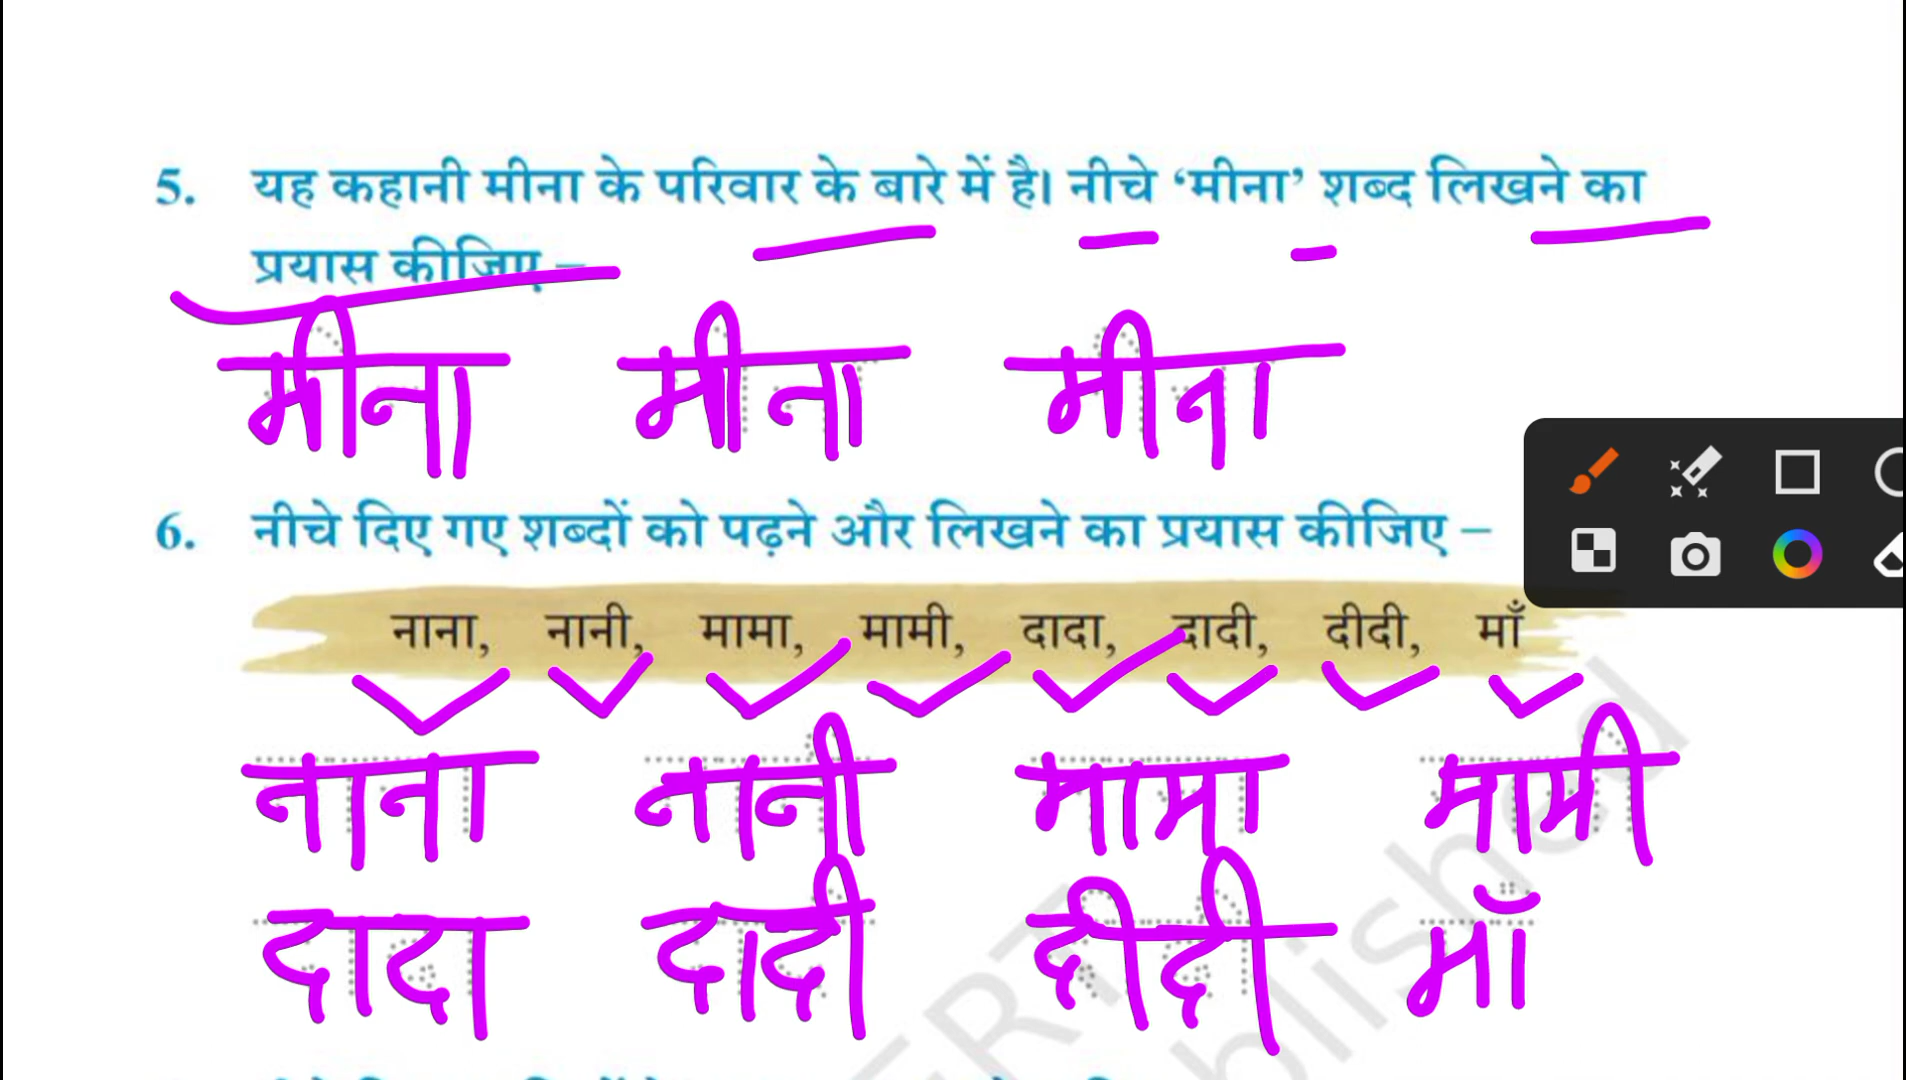 5. यह कहानी मीना के परिवार के बारे में है। नीचे ‘मीना’ शब्द लिखने का
प्रयास कीजिए –
मीना मीना मीना
6. नीचे दिए गए शब्दों को पढ़ने और लिखने का प्रयास कीजिए –
नाना, नानी, मामा, मामी, दादा, दादी, दीदी, माँ
नाना नानी मामा मामी
दादा दादी दीदी माँ